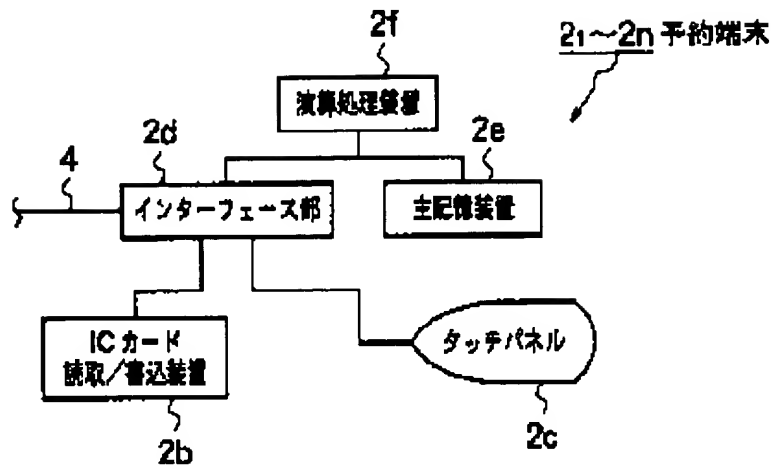 2f
2₁〜2n 予約端末
演算処理装置
2d
2e
4
インターフェース部
主記憶装置
ICカード
読取/書込装置
タッチパネル
2b
2c